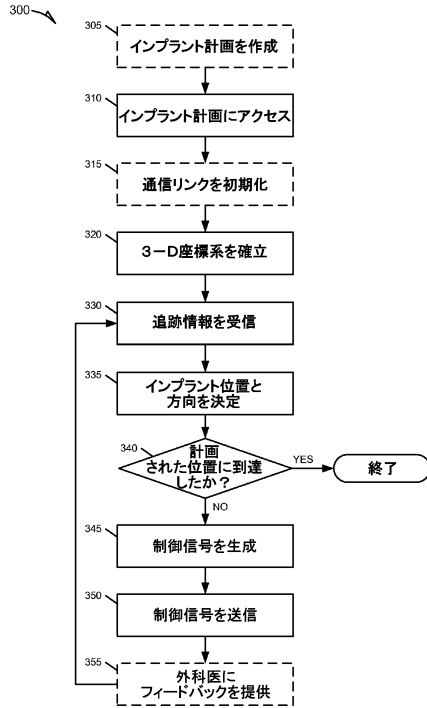 300
305
インプラント計画を作成
310
インプラント計画にアクセス
315
通信リンクを初期化
320
3-D座標系を確立
330
追跡情報を受信
335
インプラント位置と
方向を決定
340
計画
された位置に到達
したか?
YES
終了
NO
345
制御信号を生成
350
制御信号を送信
355
外科医に
フィードバックを提供